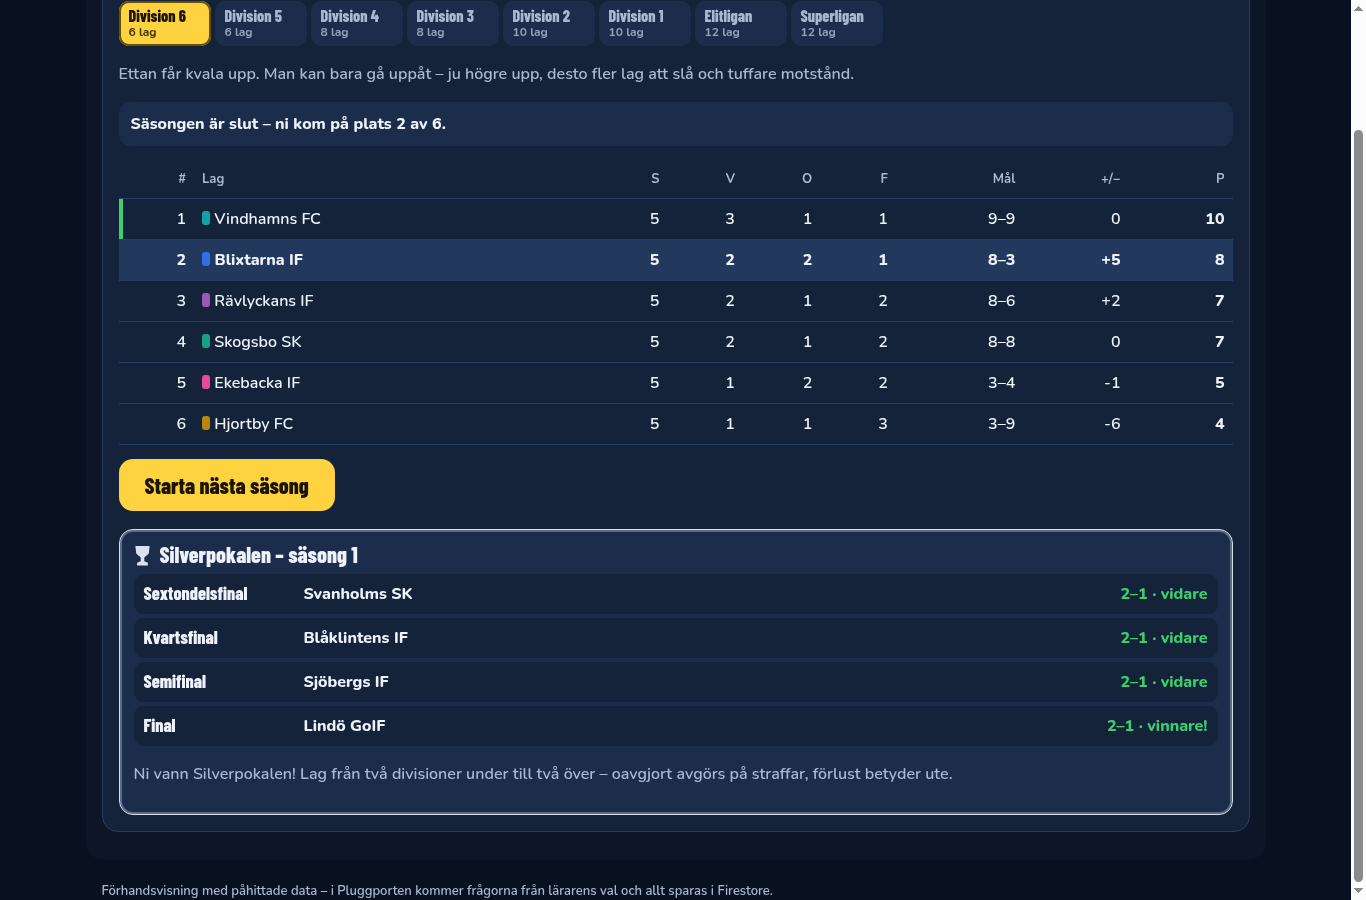 Division 6 Division 5 Division 4 Division 3 Division 2 Division 1 Elitligan Superligan
6 lag 6 lag 8 lag 8 lag 10 lag 10 lag 12 lag 12 lag
Ettan får kvala upp. Man kan bara gå uppåt – ju högre upp, desto fler lag att slå och tuffare motstånd.
Säsongen är slut – ni kom på plats 2 av 6.
# Lag S V O F Mål +/− P
1 Vindhamns FC 5 3 1 1 9–9 0 10
2 Blixtarna IF 5 2 2 1 8–3 +5 8
3 Rävlyckans IF 5 2 1 2 8–6 +2 7
4 Skogsbo SK 5 2 1 2 8–8 0 7
5 Ekebacka IF 5 1 2 2 3–4 -1 5
6 Hjortby FC 5 1 1 3 3–9 -6 4
Starta nästa säsong
Silverpokalen – säsong 1
Sextondelsfinal Svanholms SK 2–1 · vidare
Kvartsfinal Blåklintens IF 2–1 · vidare
Semifinal Sjöbergs IF 2–1 · vidare
Final Lindö GoIF 2–1 · vinnare!
Ni vann Silverpokalen! Lag från två divisioner under till två över – oavgjort avgörs på straffar, förlust betyder ute.
Förhandsvisning med påhittade data – i Pluggporten kommer frågorna från lärarens val och allt sparas i Firestore.